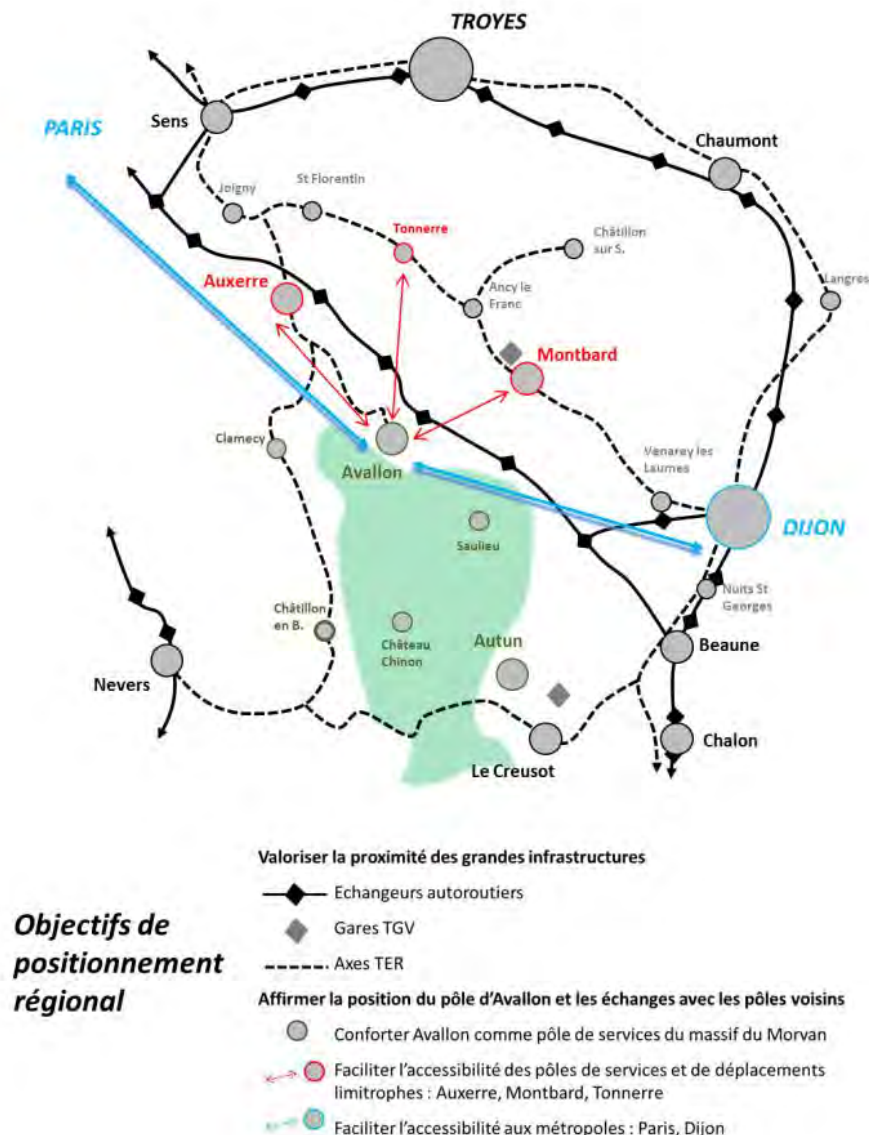 TROYES
PARIS
Sens
Chaumont
Joigny
St Florentin
Tonnerre
Châtillon
sur S.
Auxerre
Ancy le
Franc
Langres
Montbard
Clamecy
Avallon
Venarey les
Laumes
Saulieu
DIJON
Nuits St
Georges
Châtillon
en B.
Château
Chinon
Autun
Beaune
Nevers
Le Creusot
Chalon
Objectifs de
positionnement
régional
Valoriser la proximité des grandes infrastructures
Echangeurs autoroutiers
Gares TGV
Axes TER
Affirmer la position du pôle d'Avallon et les échanges avec les pôles voisins
Conforter Avallon comme pôle de services du massif du Morvan
Faciliter l'accessibilité des pôles de services et de déplacements
limitrophes : Auxerre, Montbard, Tonnerre
Faciliter l'accessibilité aux métropoles : Paris, Dijon